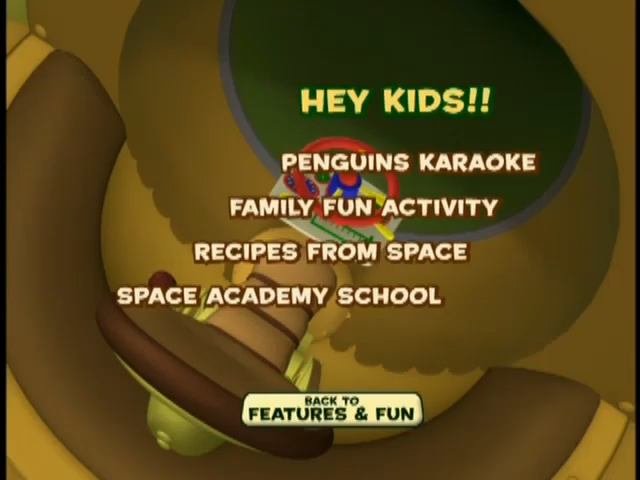 HEY KIDS!!
PENGUINS KARAOKE
FAMILY FUN ACTIVITY
RECIPES FROM SPACE
SPACE ACADEMY SCHOOL
BACK TO
FEATURES & FUN